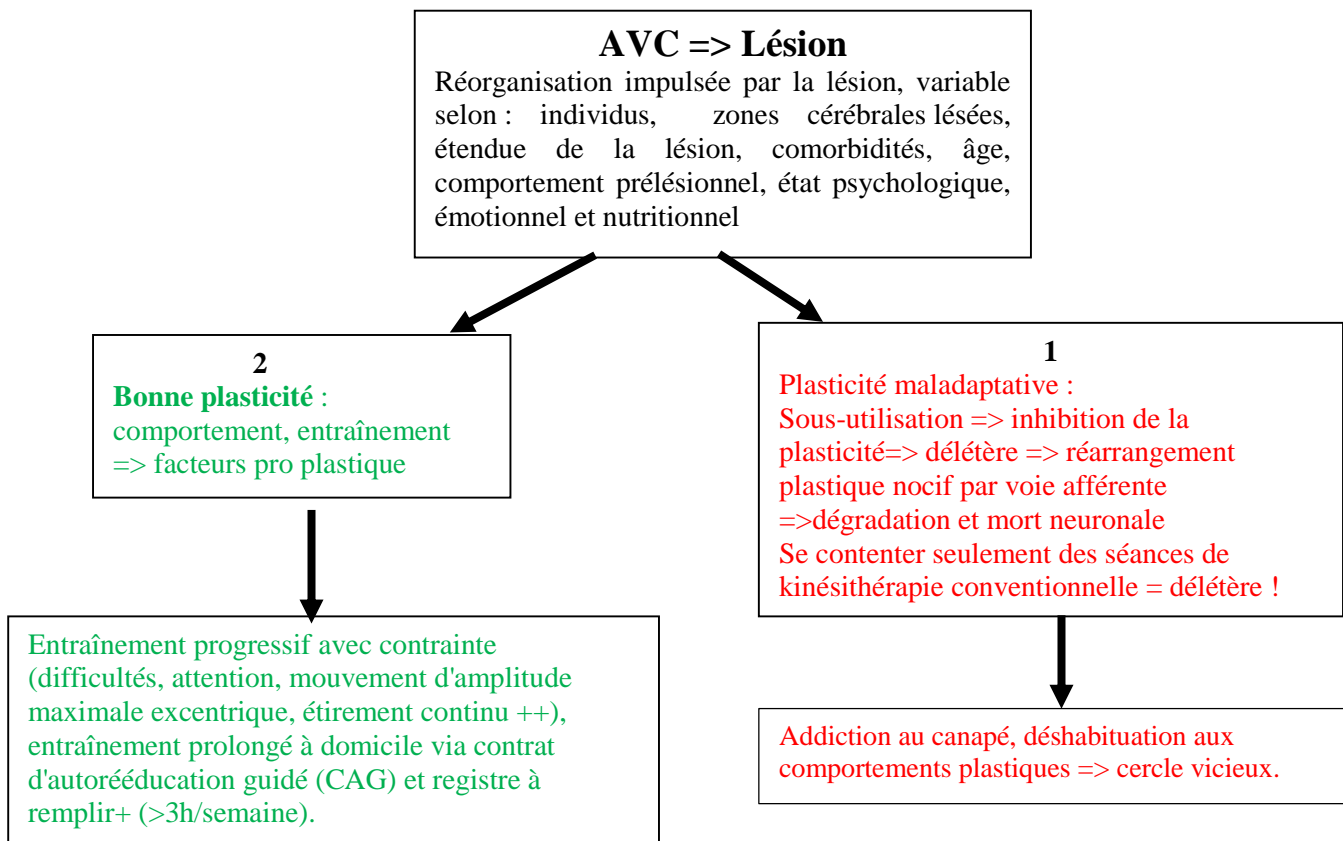 AVC => Lésion
Réorganisation impulsée par la lésion, variable
selon : individus, zones cérébrales lésées,
étendue de la lésion, comorbidités, âge,
comportement prélésionnel, état psychologique,
émotionnel et nutritionnel
2
Bonne plasticité :
comportement, entraînement
=> facteurs pro plastique
1
Plasticité maladaptative :
Sous-utilisation => inhibition de la
plasticité=> délétère => réarrangement
plastique nocif par voie afférente
=>dégradation et mort neuronale
Se contenter seulement des séances de
kinésithérapie conventionnelle = délétère !
Entraînement progressif avec contrainte
(difficultés, attention, mouvement d'amplitude
maximale excentrique, étirement continu ++),
entraînement prolongé à domicile via contrat
d'autorééducation guidé (CAG) et registre à
remplir+ (>3h/semaine).
Addiction au canapé, déshabituation aux
comportements plastiques => cercle vicieux.